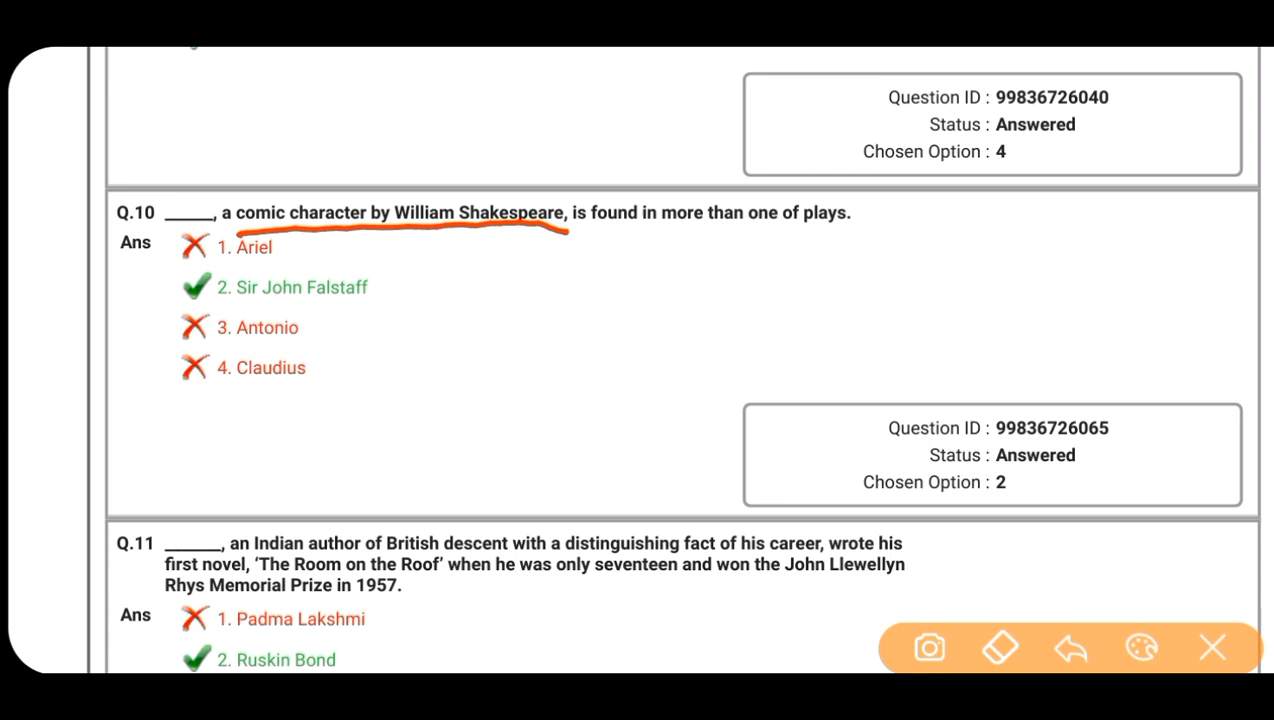 Question ID : 99836726040
Status : Answered
Chosen Option : 4
Q.10 _____, a comic character by William Shakespeare, is found in more than one of plays.
Ans 1. Ariel
2. Sir John Falstaff
3. Antonio
4. Claudius
Question ID : 99836726065
Status : Answered
Chosen Option : 2
Q.11 ______, an Indian author of British descent with a distinguishing fact of his career, wrote his
first novel, ‘The Room on the Roof’ when he was only seventeen and won the John Llewellyn
Rhys Memorial Prize in 1957.
Ans 1. Padma Lakshmi
2. Ruskin Bond